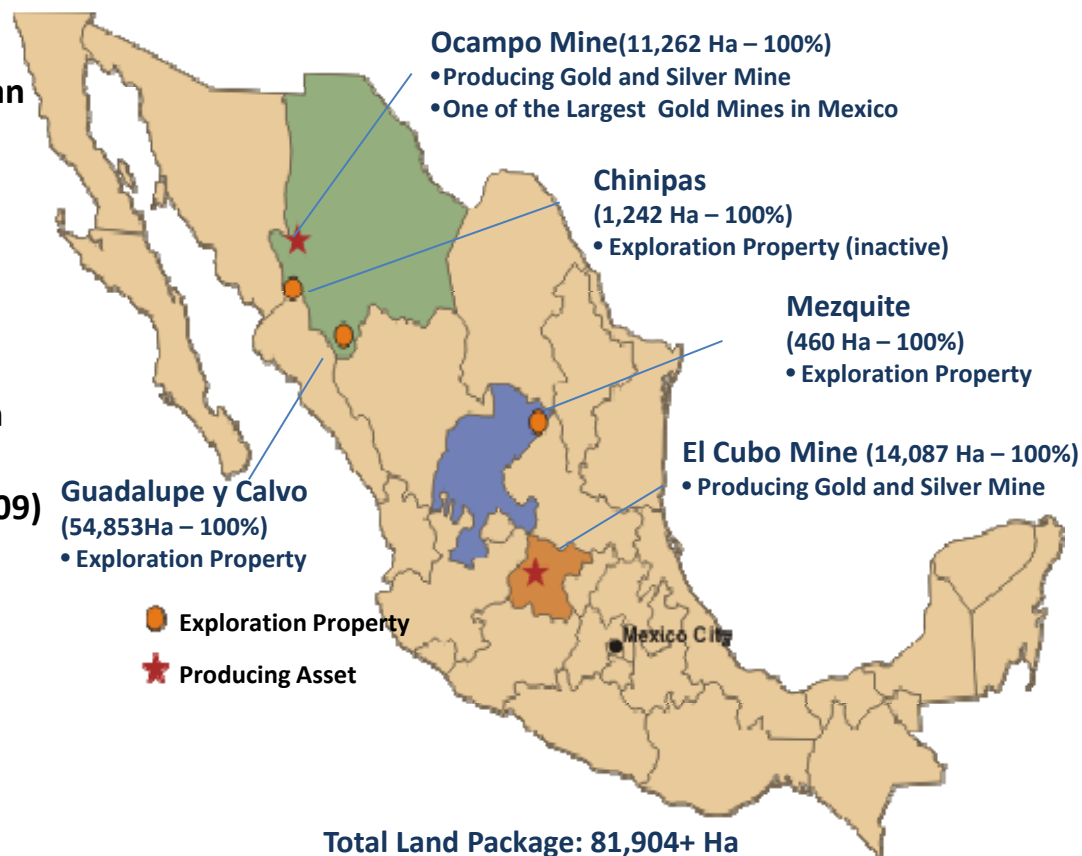 Ocampo Mine(11,262 Ha – 100%)
• Producing Gold and Silver Mine
• One of the Largest Gold Mines in Mexico
Chinipas
(1,242 Ha – 100%)
• Exploration Property (inactive)
Mezquite
(460 Ha – 100%)
• Exploration Property
El Cubo Mine (14,087 Ha – 100%)
• Producing Gold and Silver Mine
09)
Guadalupe y Calvo
(54,853Ha – 100%)
• Exploration Property
Exploration Property
Producing Asset
Mexico City
Total Land Package: 81,904+ Ha